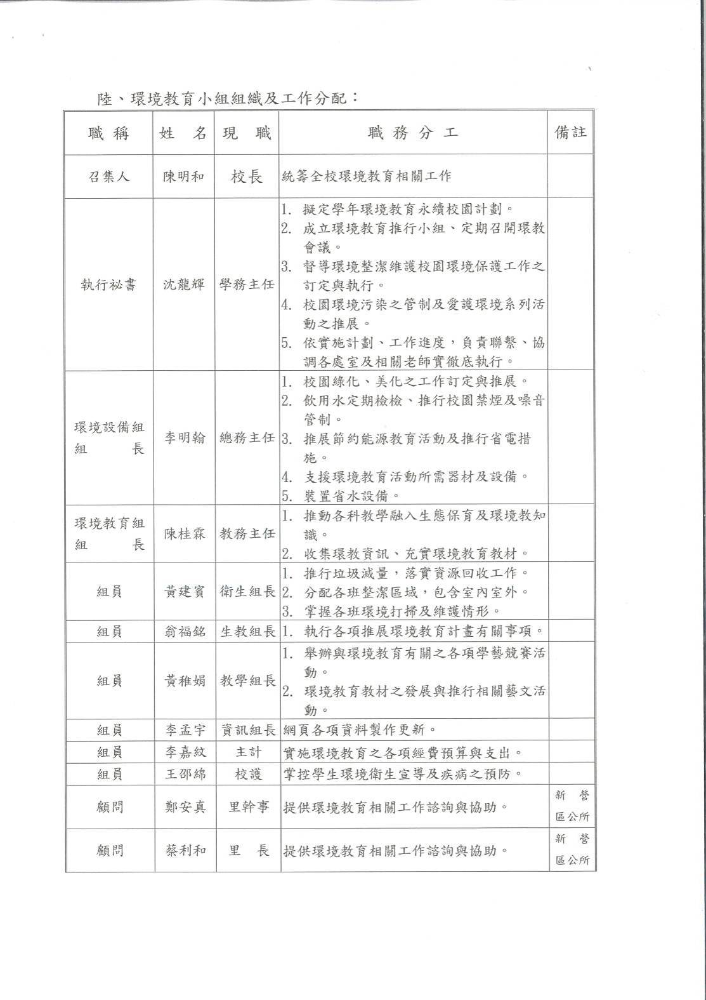 陸、環境教育小組組織及工作分配：
職 稱 姓　名 現　職 職 務 分 工 備註
召集人 陳明和 校長 統籌全校環境教育相關工作
執行祕書 沈龍輝 學務主任
1. 擬定學年環境教育永續校園計劃。
2. 成立環境教育推行小組、定期召開環教
會議。
3. 督導環境整潔維護校園環境保護工作之
訂定與執行。
4. 校園環境污染之管制及愛護環境系列活
動之推展。
5. 依實施計劃、工作進度，負責聯繫、協
調各處室及相關老師實徹底執行。
環境設備組
組　　　長
李明翰 總務主任
1. 校園綠化、美化之工作訂定與推展。
2. 飲用水定期檢檢、推行校園禁煙及噪音
管制。
3. 推展節約能源教育活動及推行省電措
施。
4. 支援環境教育活動所需器材及設備。
5. 裝置省水設備。
環境教育組
組　　　長
陳桂霖 教務主任
1. 推動各科教學融入生態保育及環境教知
識。
2. 收集環教資訊、充實環境教育教材。
組員 黃建賓 衛生組長
1. 推行垃圾減量，落實資源回收工作。
2. 分配各班整潔區域，包含室內室外。
3. 掌握各班環境打掃及維護情形。
組員 翁福銘 生教組長 1. 執行各項推展環境教育計畫有關事項。
組員 黃稚娟 教學組長
1. 舉辦與環境教育有關之各項學藝競賽活
動。
2. 環境教育教材之發展與推行相關藝文活
動。
組員 李孟宇 資訊組長 網頁各項資料製作更新。
組員 李嘉紋 主計 實施環境教育之各項經費預算與支出。
組員 王邵綿 校護 掌控學生環境衛生宣導及疾病之預防。
顧問 鄭安真 里幹事 提供環境教育相關工作諮詢與協助。
新　營
區公所
顧問 蔡利和 里　長 提供環境教育相關工作諮詢與協助。
新　營
區公所